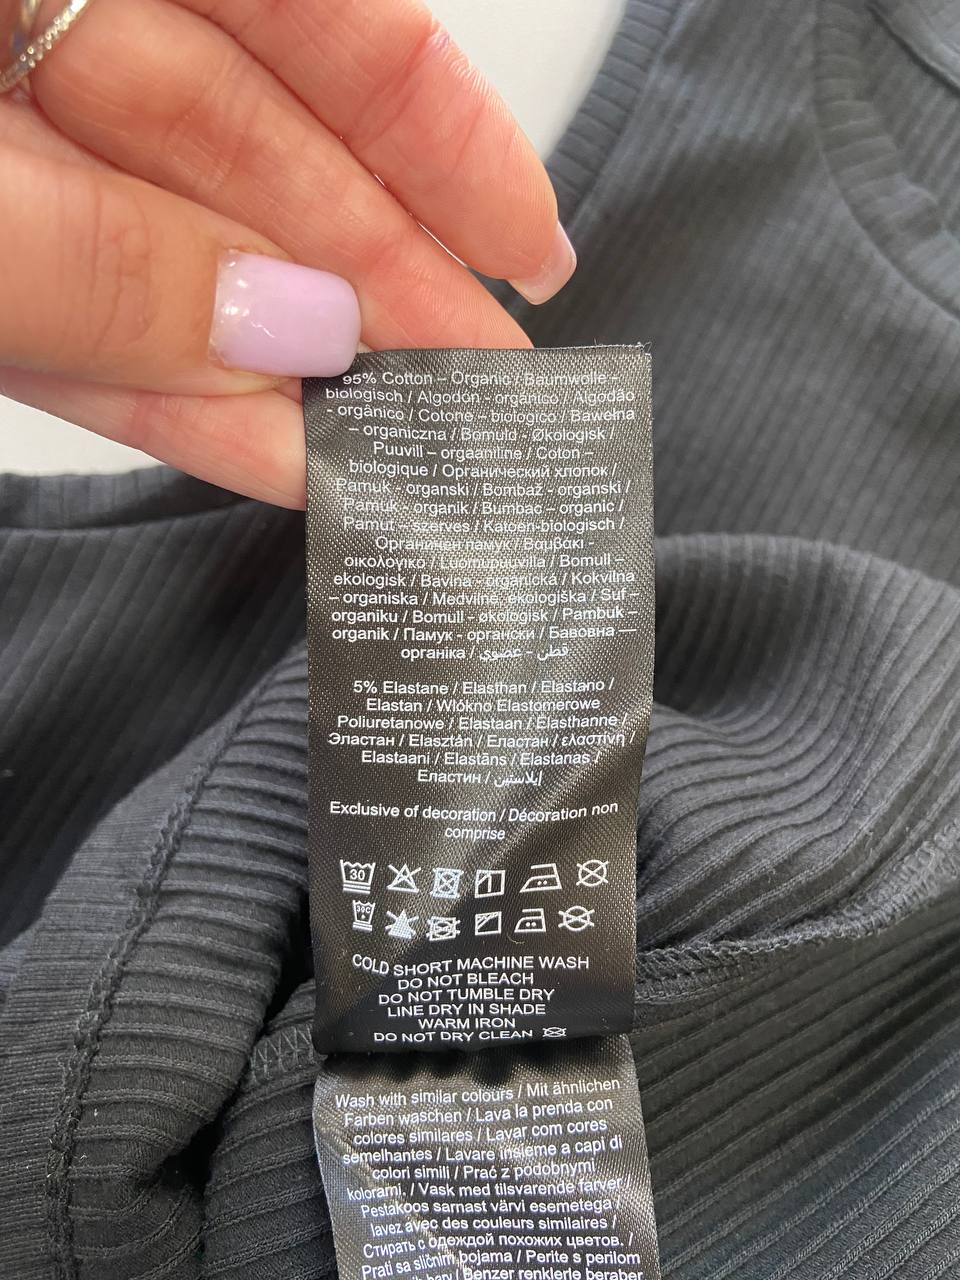 95% Cotton – Organic / Baumwolle –
biologisch / Algodón - orgánico / Algodão
- orgânico / Cotone – biologico / Bawełna
– organiczna / Bomuld - Økologisk /
Puuvill – orgaaniline / Coton –
biologique / Органический хлопок /
Pamuk - organski / Bombaž - organski /
Pamuk - organik / Bumbac – organic /
Pamut – szerves / Katoen-biologisch /
Органичен памук / Βαμβάκι -
οικολογικο / Luomupuuvilla / Bomull –
ekologisk / Bavlna - organická / Kokvilna
– organiska / Medvilnė ekologiška / Suf –
organiku / Bomull - økologisk / Pambuk –
organik / Памук - органски / Бавовна —
органіка / قطن - عضوي
5% Elastane / Elasthan / Elastano /
Elastan / Włókno Elastomerowe
Poliuretanowe / Elastaan / Élasthanne /
Эластан / Elasztán / Еластан / ελαστίνη /
Elastaani / Elastāns / Elastanas /
Еластин / إيلاستين
Exclusive of decoration / Décoration non
comprise
30
30C
COLD SHORT MACHINE WASH
DO NOT BLEACH
DO NOT TUMBLE DRY
LINE DRY IN SHADE
WARM IRON
DO NOT DRY CLEAN
Wash with similar colours / Mit ähnlichen
Farben waschen / Lava la prenda con
colores similares / Lavar com cores
semelhantes / Lavare insieme a capi di
colori simili / Prać z podobnymi
kolorami. / Vask med tilsvarende farver /
Pestakoos sarnast värvi esemetega /
lavez avec des couleurs similaires /
Стирать с одеждой похожих цветов. /
Prati sa sličnim bojama / Perite s perilom
Benzer renklerle beraber